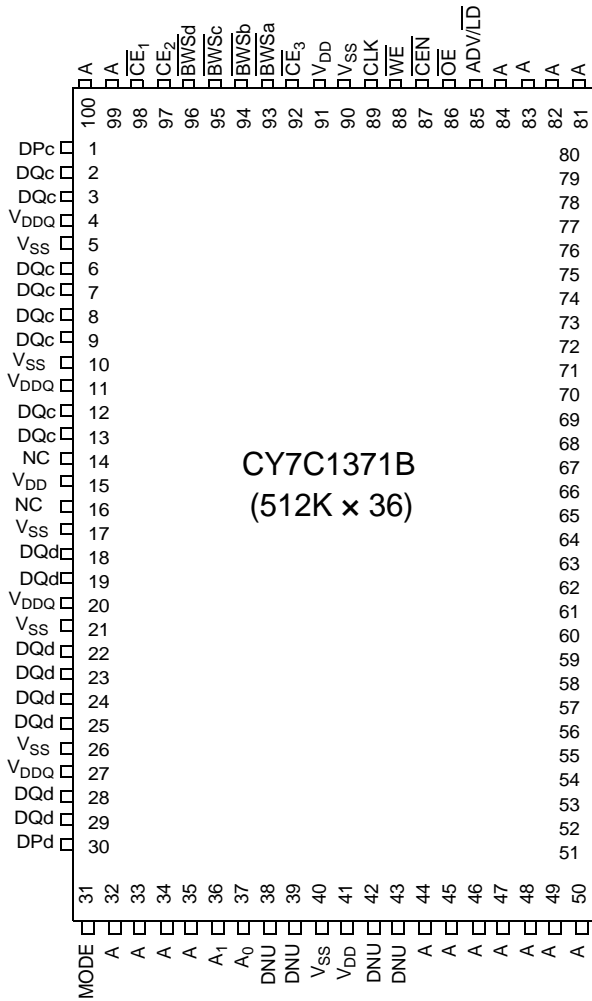 A A CE1 CE2 BWSd BWSc BWSb BWSa CE3 VDD VSS CLK WE CEN OE ADV/LD A A A A
100 99 98 97 96 95 94 93 92 91 90 89 88 87 86 85 84 83 82 81
DPc 1
DQc 2
DQc 3
VDDQ 4
VSS 5
DQc 6
DQc 7
DQc 8
DQc 9
VSS 10
VDDQ 11
DQc 12
DQc 13
NC 14
VDD 15
NC 16
VSS 17
DQd 18
DQd 19
VDDQ 20
VSS 21
DQd 22
DQd 23
DQd 24
DQd 25
VSS 26
VDDQ 27
DQd 28
DQd 29
DPd 30
CY7C1371B
(512K × 36)
80
79
78
77
76
75
74
73
72
71
70
69
68
67
66
65
64
63
62
61
60
59
58
57
56
55
54
53
52
51
31 32 33 34 35 36 37 38 39 40 41 42 43 44 45 46 47 48 49 50
MODE A A A A A1 A0 DNU DNU VSS VDD DNU DNU A A A A A A A